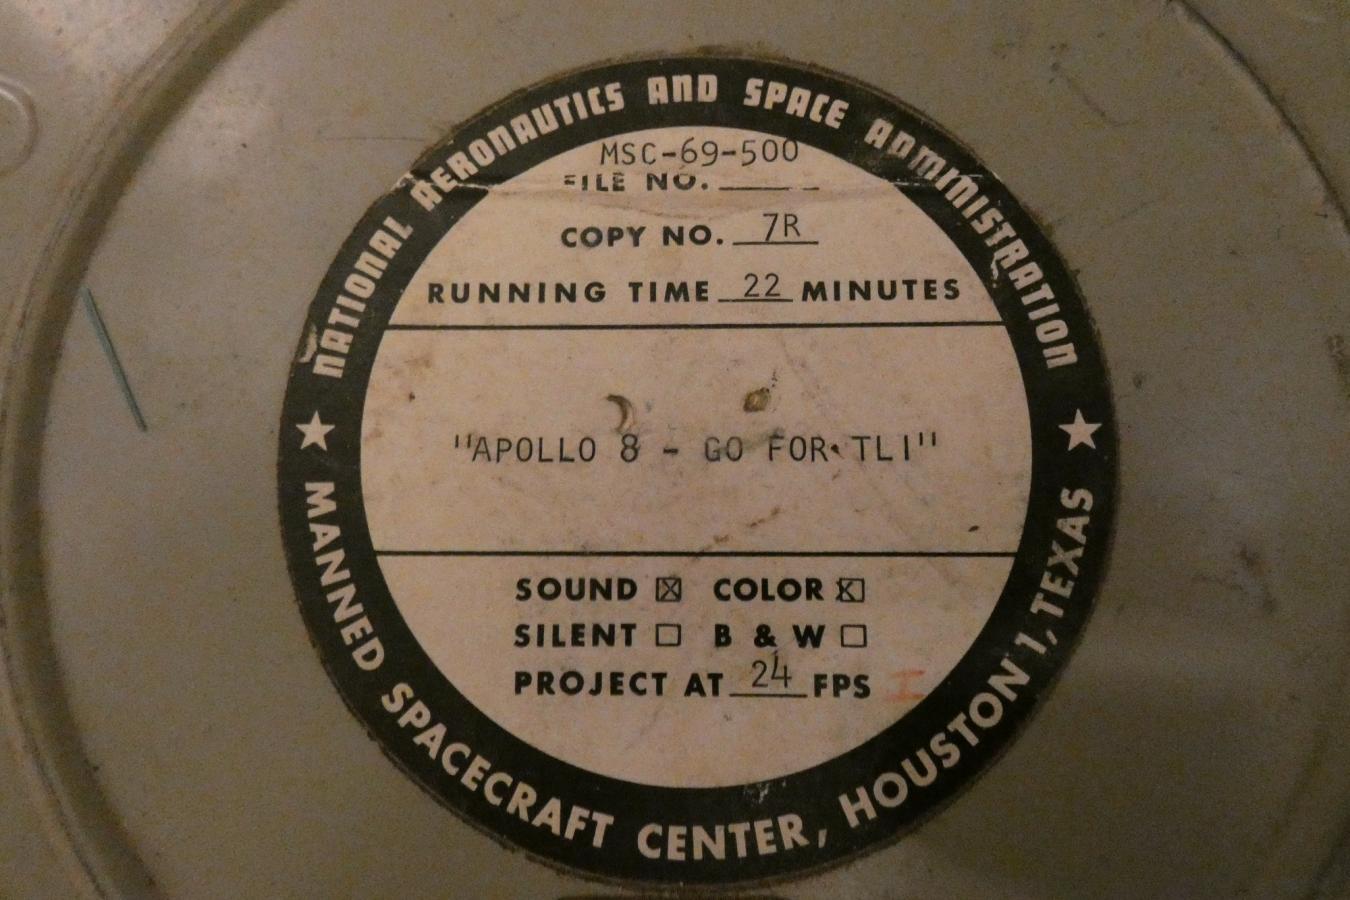 NATIONAL AERONAUTICS AND SPACE ADMINISTRATION
MSC-69-500
FILE NO.
COPY NO. 7R
RUNNING TIME 22 MINUTES
"APOLLO 8 - GO FOR TLI"
SOUND ☒ COLOR ☒
SILENT ☐ B & W ☐
PROJECT AT 24 FPS I
★ MANNED SPACECRAFT CENTER, HOUSTON 1, TEXAS ★